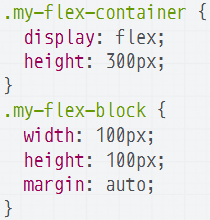 .my-flex-container {
  display: flex;
  height: 300px;
}
.my-flex-block {
  width: 100px;
  height: 100px;
  margin: auto;
}